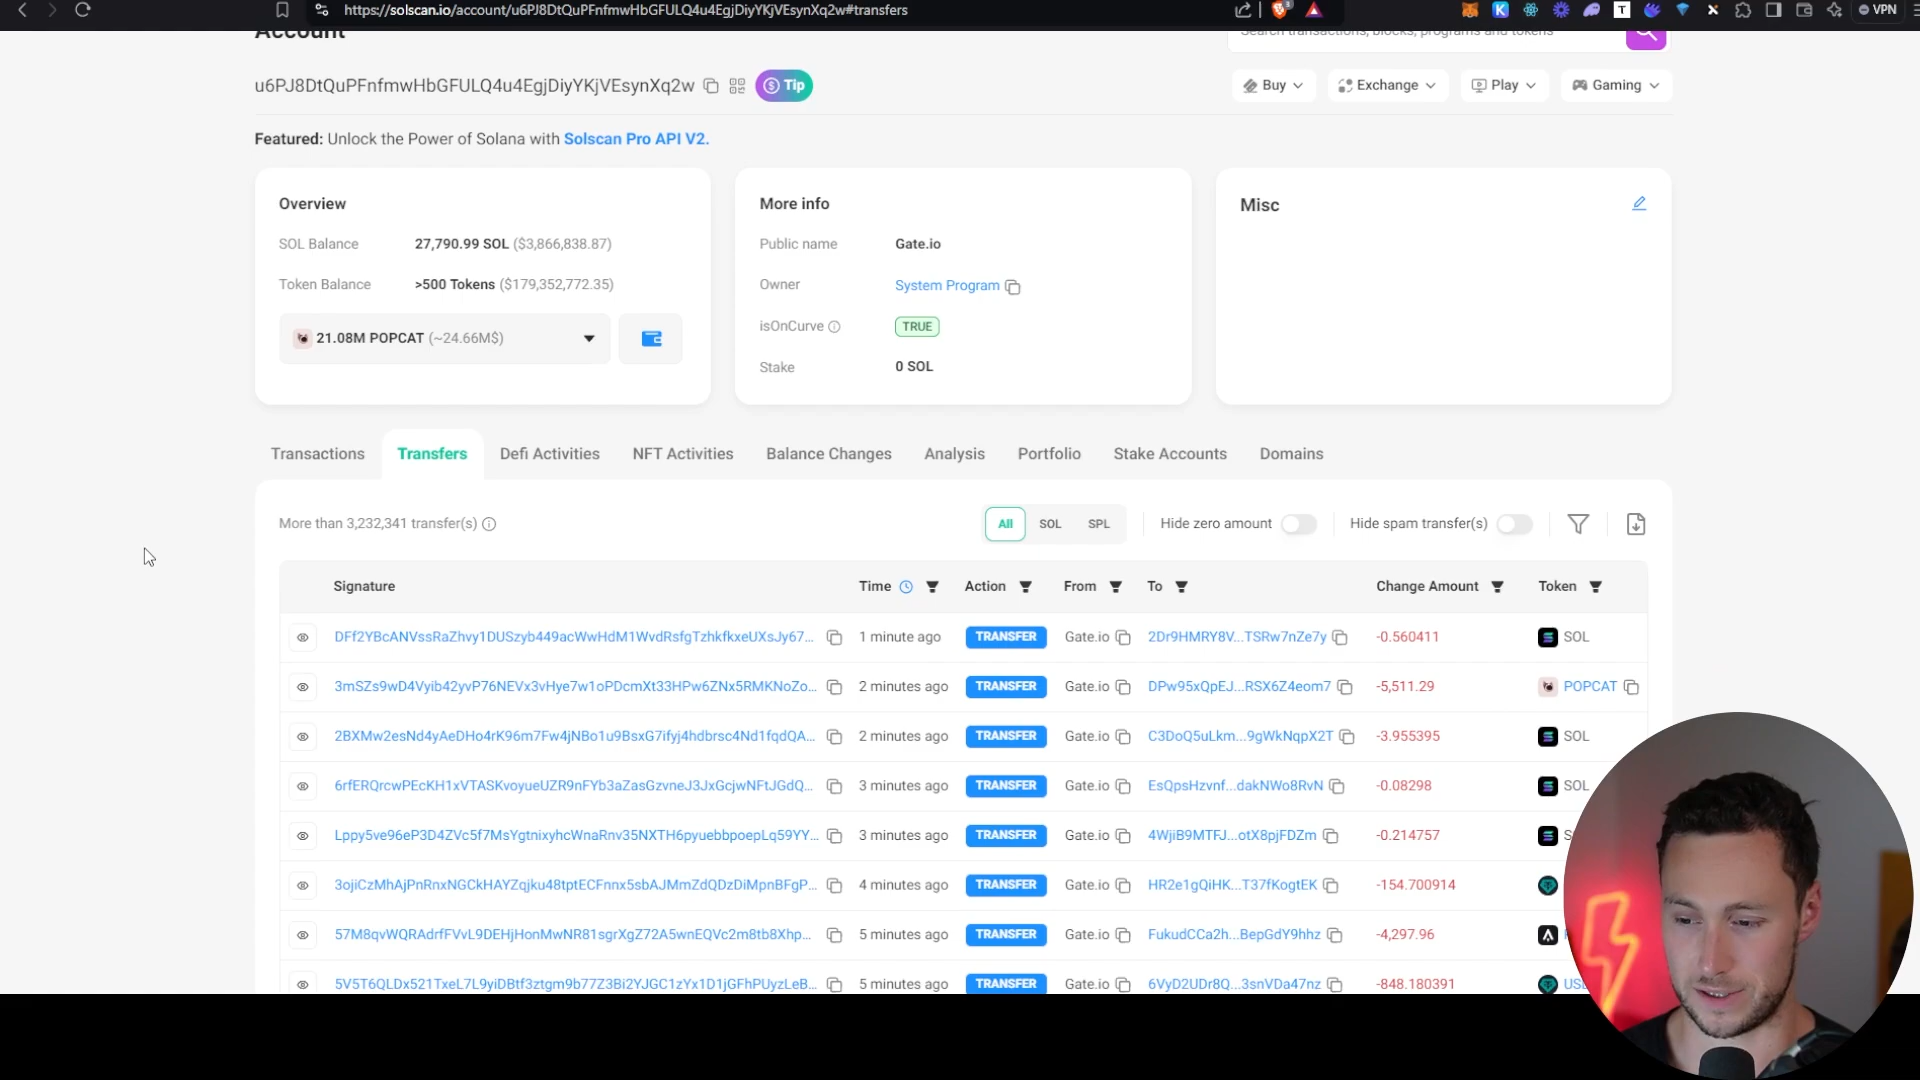 https://solscan.io/account/u6PJ8DtQuPFnfmwHbGFULQ4u4EgjDiyYKjVEsynXq2w#transfers
VPN
Account
Search transactions, blocks, programs and tokens
u6PJ8DtQuPFnfmwHbGFULQ4u4EgjDiyYKjVEsynXq2w
Tip
Buy
Exchange
Play
Gaming
Featured: Unlock the Power of Solana with Solscan Pro API V2.
Overview
SOL Balance 27,790.99 SOL ($3,866,838.87)
Token Balance >500 Tokens ($179,352,772.35)
21.08M POPCAT (~24.66M$)
More info
Public name Gate.io
Owner System Program
isOnCurve TRUE
Stake 0 SOL
Misc
Transactions Transfers Defi Activities NFT Activities Balance Changes Analysis Portfolio Stake Accounts Domains
More than 3,232,341 transfer(s)
All SOL SPL Hide zero amount Hide spam transfer(s)
Signature Time Action From To Change Amount Token
DFf2YBcANVssRaZhvy1DUSzyb449acWwHdM1WvdRsfgTzhkfkxeUXsJy67... 1 minute ago TRANSFER Gate.io 2Dr9HMRY8V...TSRw7nZe7y -0.560411 SOL
3mSZs9wD4Vyib42yvP76NEVx3vHye7w1oPDcmXt33HPw6ZNx5RMKNoZo... 2 minutes ago TRANSFER Gate.io DPw95xQpEJ...RSX6Z4eom7 -5,511.29 POPCAT
2BXMw2esNd4yAeDHo4rK96m7Fw4jNBo1u9BsxG7ifyj4hdbrsc4Nd1fqdQA... 2 minutes ago TRANSFER Gate.io C3DoQ5uLkm...9gWkNqpX2T -3.955395 SOL
6rfERQrcwPEcKH1xVTASKvoyueUZR9nFYb3aZasGzvneJ3JxGcjwNFtJGdQ... 3 minutes ago TRANSFER Gate.io EsQpsHzvnf...dakNWo8RvN -0.08298 SOL
Lppy5ve96eP3D4ZVc5f7MsYgtnixyhcWnaRnv35NXTH6pyuebbpoepLq59YY... 3 minutes ago TRANSFER Gate.io 4WjiB9MTFJ...otX8pjFDZm -0.214757
3ojiCzMhAjPnRnxNGCkHAYZqjku48tptECFnnx5sbAJMmZdQDzDiMpnBFgP... 4 minutes ago TRANSFER Gate.io HR2e1gQiHK...T37fKogtEK -154.700914
57M8qvWQRAdrfFVvL9DEHjHonMwNR81sgrXgZ72A5wnEQVc2m8tb8Xhp... 5 minutes ago TRANSFER Gate.io FukudCCa2h...BepGdY9hhz -4,297.96
5V5T6QLDx521TxeL7L9yiDBtf3ztgm9b77Z3Bi2YJGC1zYx1D1jGFhPUyzLeB... 5 minutes ago TRANSFER Gate.io 6VyD2UDr8Q...3snVDa47nz -848.180391